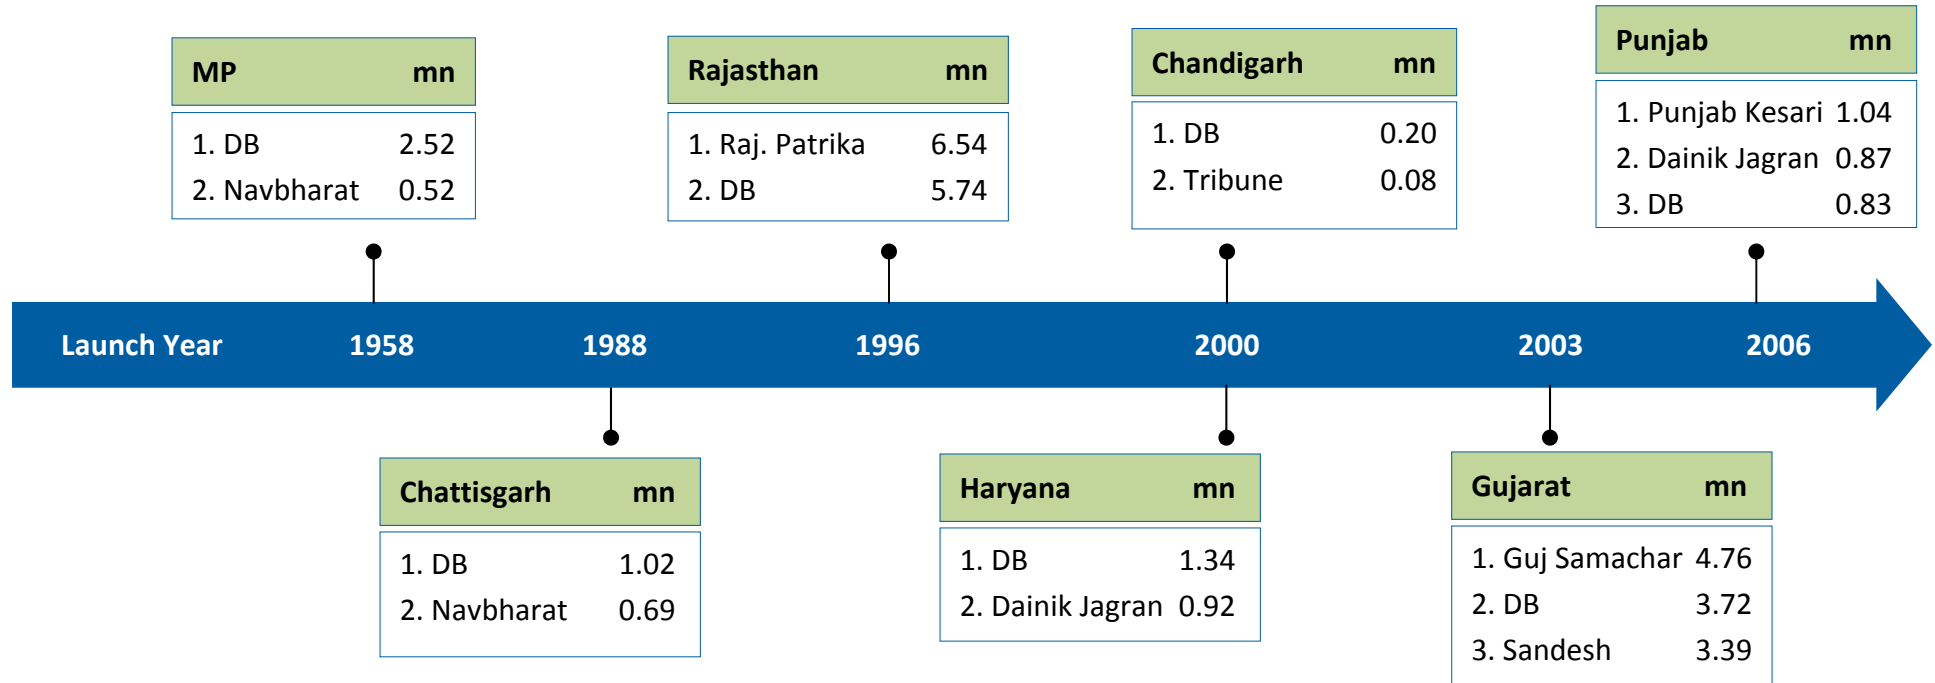 MP mn
1. DB 2.52
2. Navbharat 0.52
Rajasthan mn
1. Raj. Patrika 6.54
2. DB 5.74
Chandigarh mn
1. DB 0.20
2. Tribune 0.08
Punjab mn
1. Punjab Kesari 1.04
2. Dainik Jagran 0.87
3. DB 0.83
Launch Year 1958 1988 1996 2000 2003 2006
Chattisgarh mn
1. DB 1.02
2. Navbharat 0.69
Haryana mn
1. DB 1.34
2. Dainik Jagran 0.92
Gujarat mn
1. Guj Samachar 4.76
2. DB 3.72
3. Sandesh 3.39